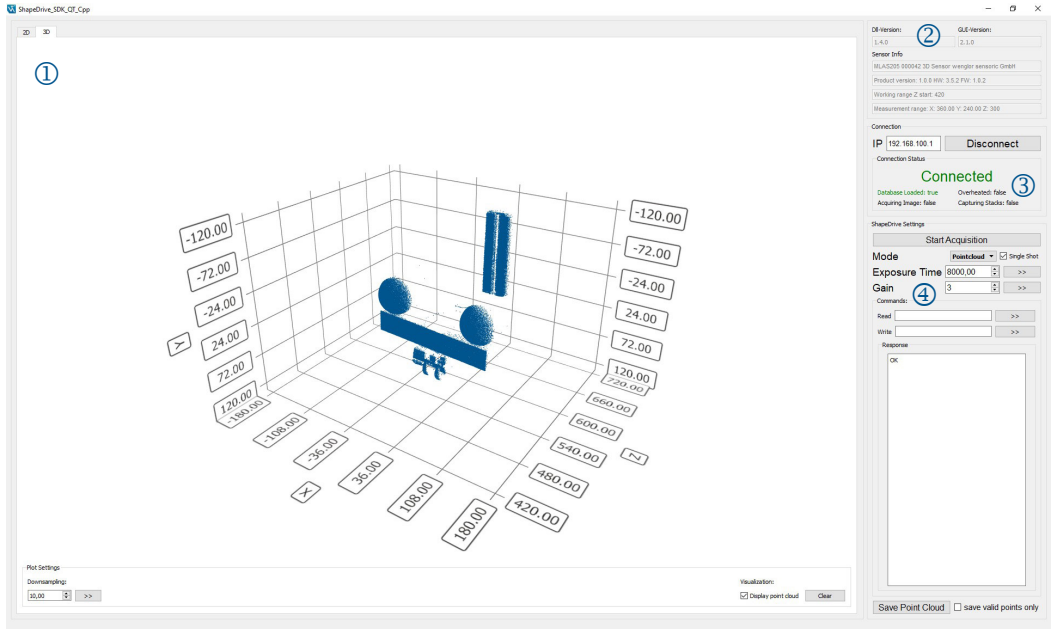 ShapeDrive_SDK_QT_Cpp
2D 3D
①
-120.00
-72.00
-24.00
24.00
72.00
120.00
Y
-120.00
-72.00
-24.00
24.00
72.00
120.00
-180.00
-108.00
-36.00
36.00
108.00
180.00
X
720.00
660.00
600.00
540.00
480.00
420.00
Z
Plot Settings
Downsampling:
10,00 >>
Visualization:
Display point cloud Clear
Dll-Version: GUI-Version:
②
1.4.0 2.1.0
Sensor Info
MLAS205 000042 3D Sensor wenglor sensoric GmbH
Product version: 1.0.0 HW: 3.5.2 FW: 1.0.2
Working range Z start: 420
Measurement range: X: 360.00 Y: 240.00 Z: 300
Connection
IP 192.168.100.1 Disconnect
Connection Status
Connected
③
Database Loaded: true Overheated: false
Acquiring Image: false Capturing Stacks: false
ShapeDrive Settings
Start Acquisition
Mode Pointcloud Single Shot
Exposure Time 8000,00 >>
Gain 3 >>
④
Commands:
Read >>
Write >>
Response
OK
Save Point Cloud save valid points only